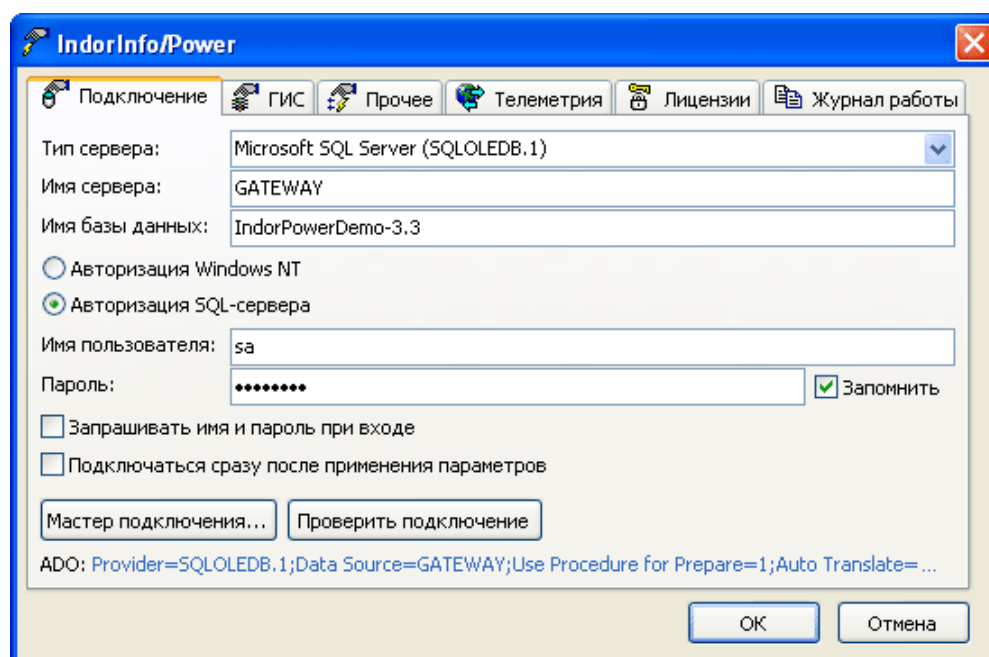 IndorInfo/Power
Подключение ГИС Прочее Телеметрия Лицензии Журнал работы
Тип сервера: Microsoft SQL Server (SQLOLEDB.1)
Имя сервера: GATEWAY
Имя базы данных: IndorPowerDemo-3.3
Авторизация Windows NT
Авторизация SQL-сервера
Имя пользователя: sa
Пароль: •••••••• Запомнить
Запрашивать имя и пароль при входе
Подключаться сразу после применения параметров
Мастер подключения... Проверить подключение
ADO: Provider=SQLOLEDB.1;Data Source=GATEWAY;Use Procedure for Prepare=1;Auto Translate= ...
OK Отмена